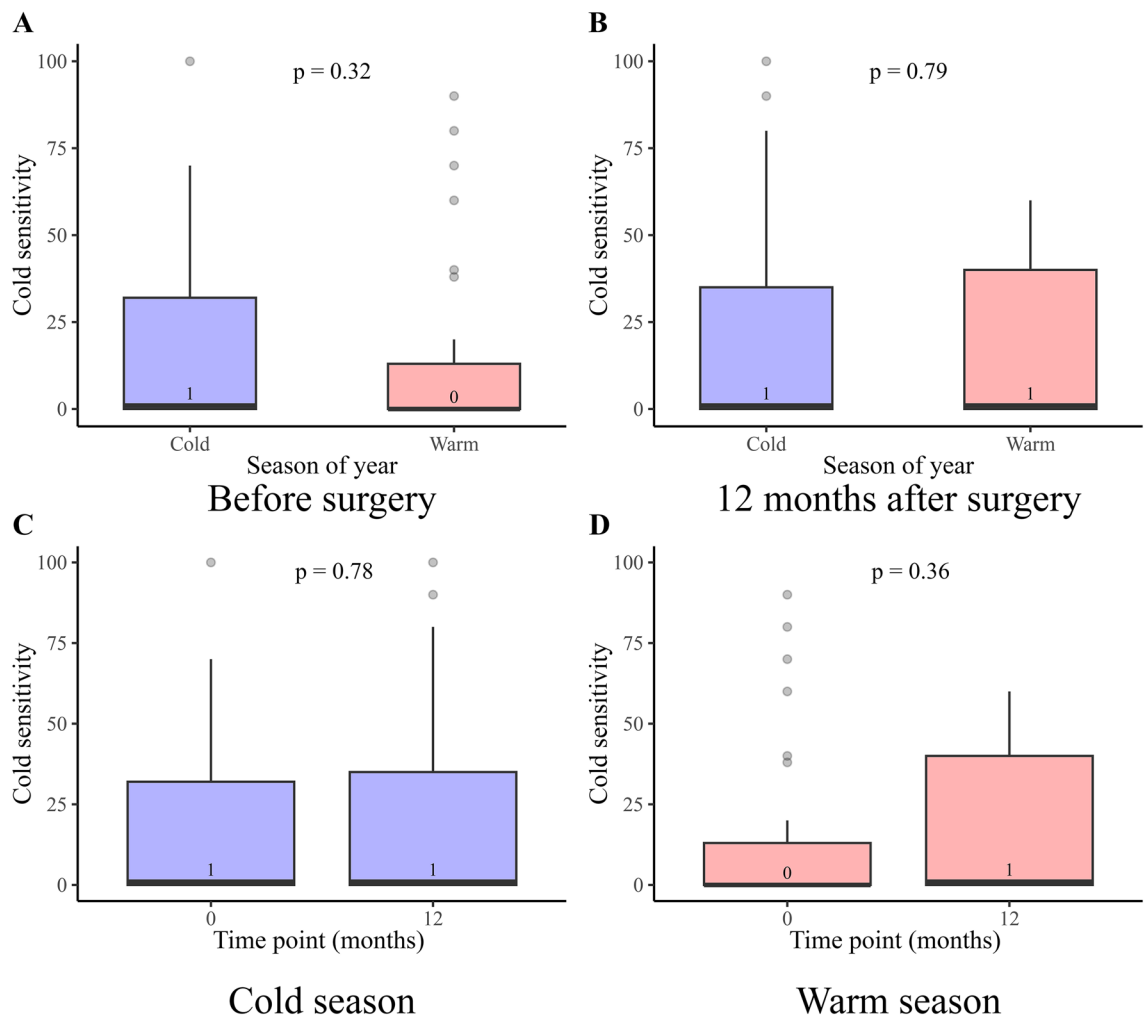 A
Cold sensitivity
100
75
50
25
0
p = 0.32
1
0
Cold
Warm
Season of year
Before surgery
B
Cold sensitivity
100
75
50
25
0
p = 0.79
1
1
Cold
Warm
Season of year
12 months after surgery
C
Cold sensitivity
100
75
50
25
0
p = 0.78
1
1
0
12
Time point (months)
Cold season
D
Cold sensitivity
100
75
50
25
0
p = 0.36
0
1
0
12
Time point (months)
Warm season